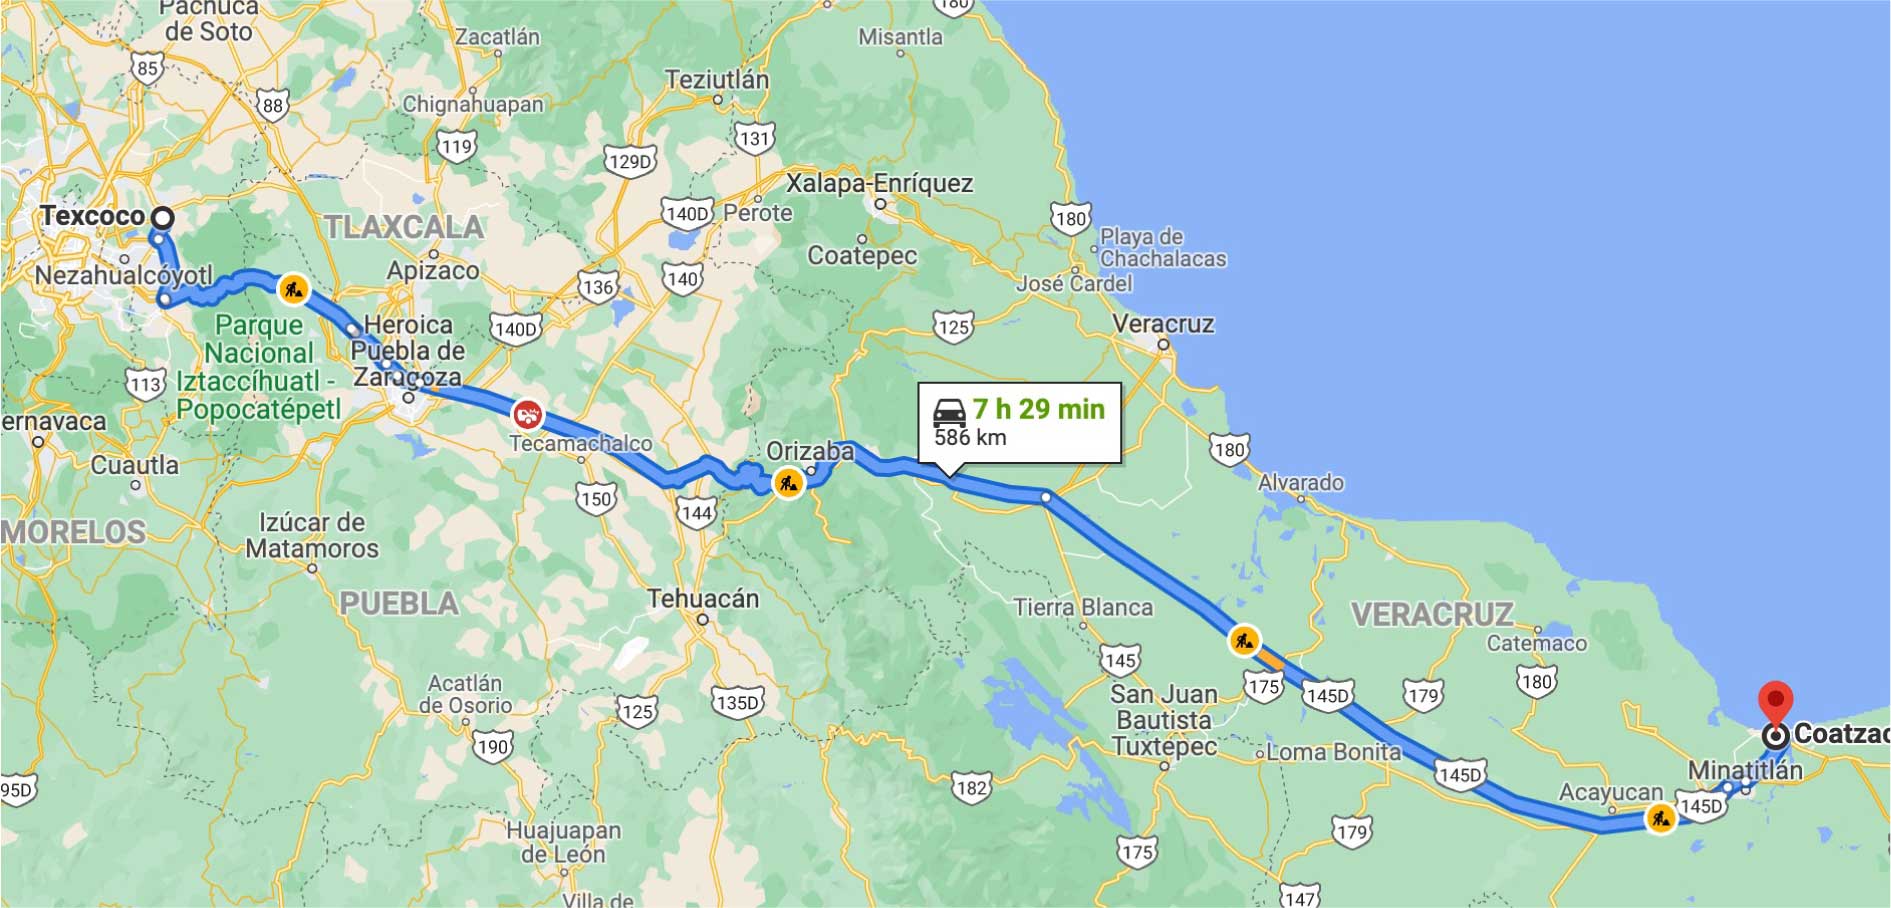 Pachuca
de Soto
180
Zacatlán
Misantla
85
Teziutlán
88
Chignahuapan
119
131
129D
Xalapa-Enríquez
Texcoco
TLAXCALA
140D
Perote
180
Playa de
Chachalacas
Coatepec
Nezahualcóyotl
Apizaco
136
140
José Cardel
Parque
Nacional
Iztaccíhuatl -
Popocatépetl
Heroica
Puebla de
Zaragoza
140D
125
Veracruz
113
7 h 29 min
586 km
ernavaca
Tecamachalco
Orizaba
180
Cuautla
Alvarado
150
144
MORELOS
Izúcar de
Matamoros
PUEBLA
Tehuacán
Tierra Blanca
VERACRUZ
Catemaco
145
175
145D
179
180
Acatlán
de Osorio
125
135D
San Juan
Bautista
Tuxtepec
190
Loma Bonita
Coatzac
Minatitlán
95D
182
145D
Acayucan
145D
Huajuapan
de León
179
175
147
Villa de